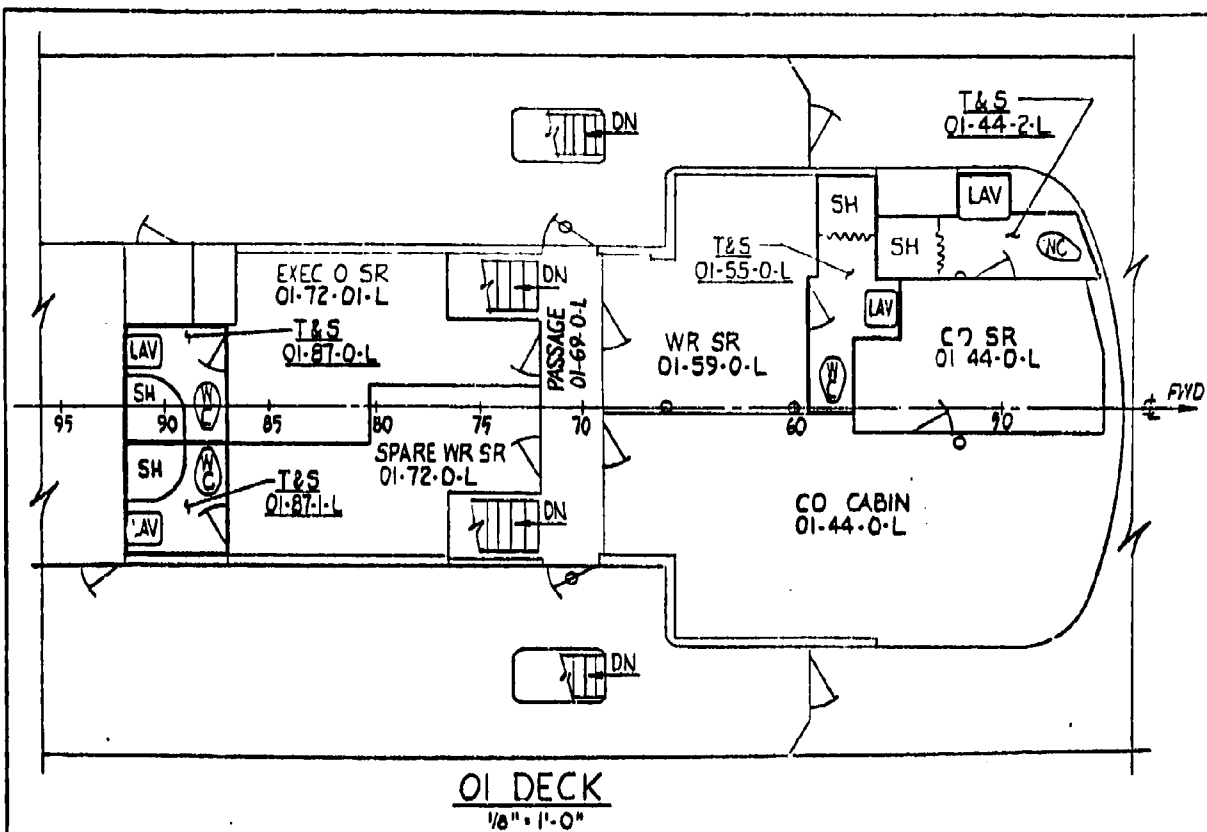 DN
T&S
01-44-2-L
SH
LAV
SH
WC
T&S
01-55-0-L
EXEC O SR
01-72-01-L
DN
PASSAGE
01-69-0-L
T&S
01-87-0-L
LAV
SH
WC
WR SR
01-59-0-L
LAV
WC
CO SR
01 44-0-L
95
90
85
80
75
70
60
50
FWD
SPARE WR SR
01-72-0-L
SH
WC
T&S
01-87-1-L
LAV
DN
CO CABIN
01-44-0-L
DN
01 DECK
1/8" = 1'-0"